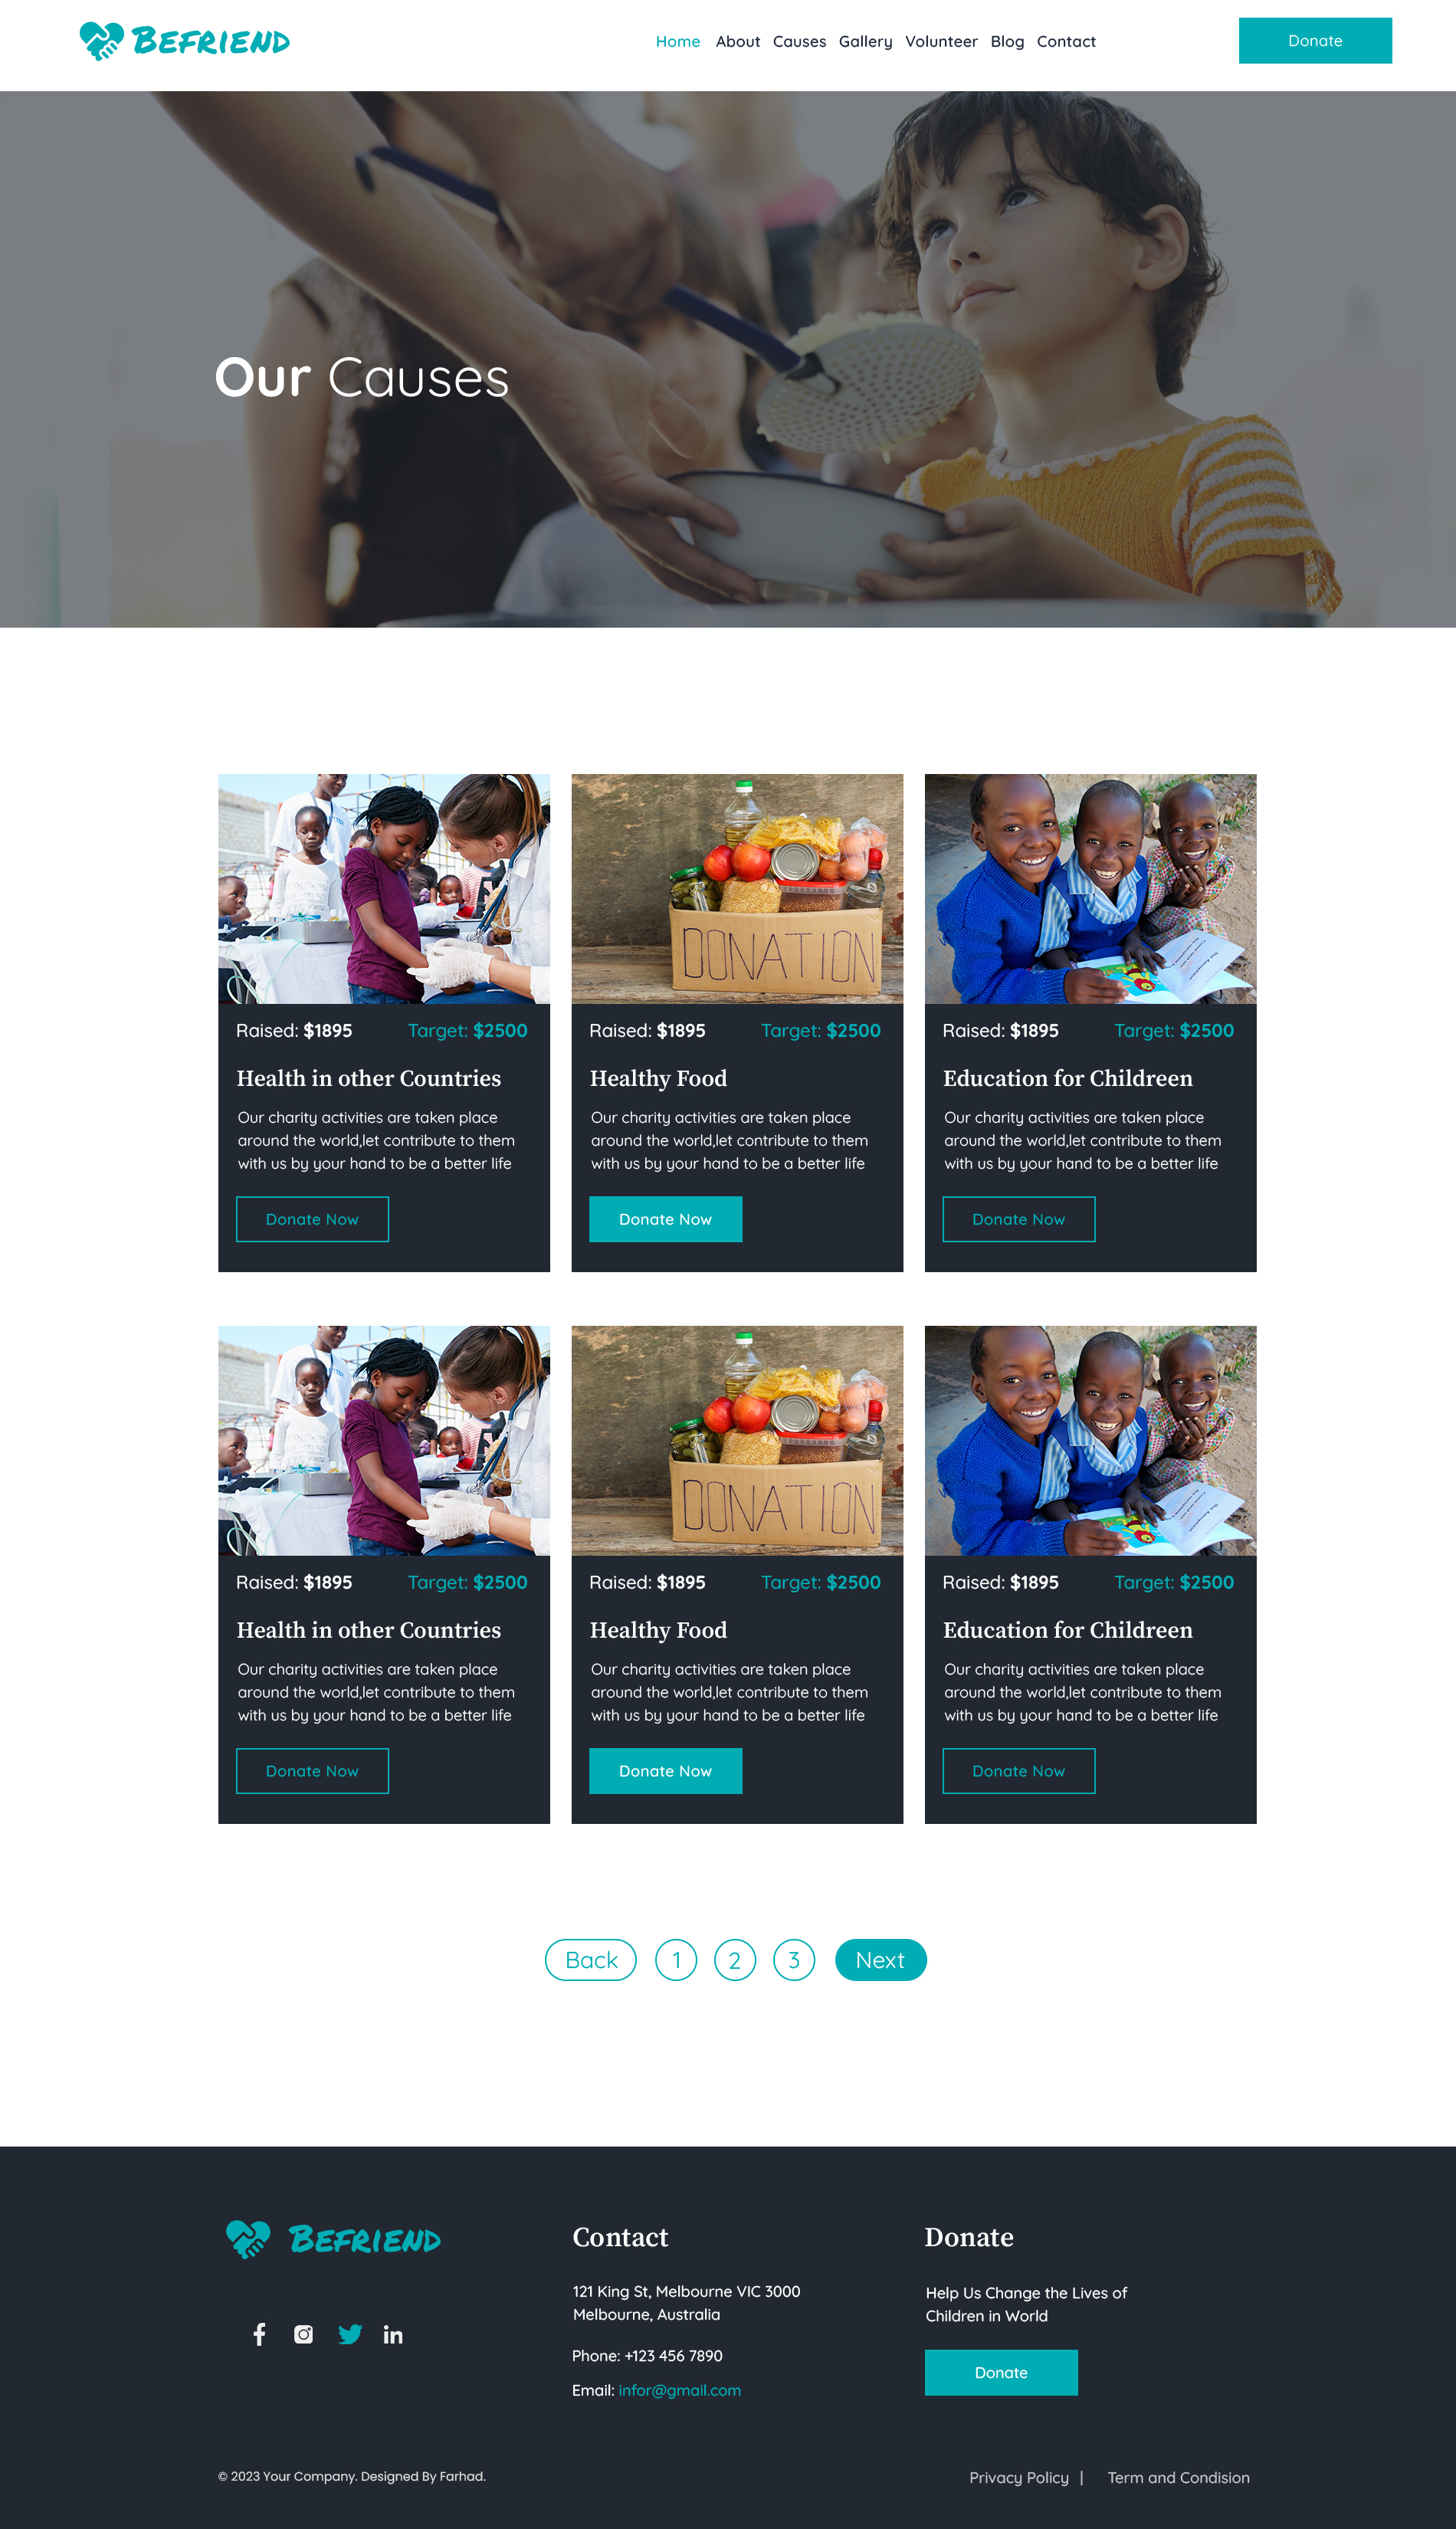 BEFRIEND
Home About Causes Gallery Volunteer Blog Contact
Donate
Our Causes
DONATION
Raised: $1895 Target: $2500
Health in other Countries
Our charity activities are taken place
around the world,let contribute to them
with us by your hand to be a better life
Donate Now
Raised: $1895 Target: $2500
Healthy Food
Our charity activities are taken place
around the world,let contribute to them
with us by your hand to be a better life
Donate Now
Raised: $1895 Target: $2500
Education for Childreen
Our charity activities are taken place
around the world,let contribute to them
with us by your hand to be a better life
Donate Now
DONATION
Raised: $1895 Target: $2500
Health in other Countries
Our charity activities are taken place
around the world,let contribute to them
with us by your hand to be a better life
Donate Now
Raised: $1895 Target: $2500
Healthy Food
Our charity activities are taken place
around the world,let contribute to them
with us by your hand to be a better life
Donate Now
Raised: $1895 Target: $2500
Education for Childreen
Our charity activities are taken place
around the world,let contribute to them
with us by your hand to be a better life
Donate Now
Back 1 2 3 Next
BEFRIEND
Contact
121 King St, Melbourne VIC 3000
Melbourne, Australia
Phone: +123 456 7890
Email: infor@gmail.com
Donate
Help Us Change the Lives of
Children in World
Donate
© 2023 Your Company. Designed By Farhad.
Privacy Policy | Term and Condision